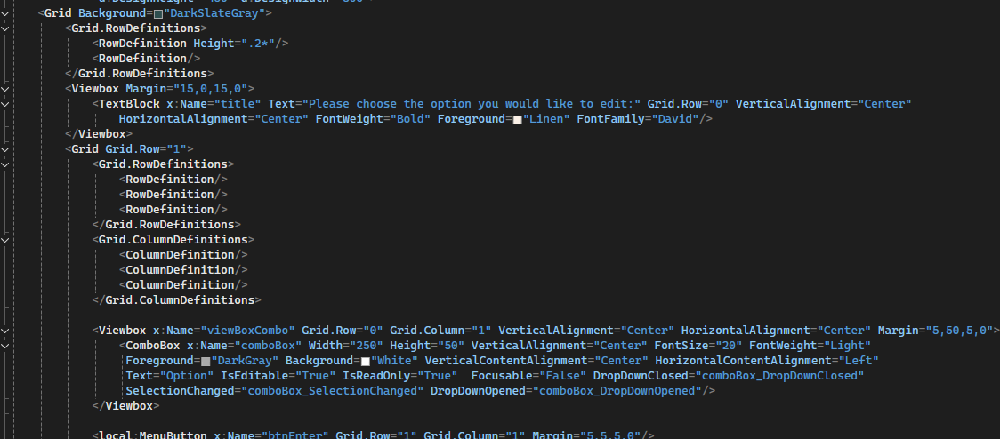 <Grid Background="DarkSlateGray">
<Grid.RowDefinitions>
<RowDefinition Height=".2*"/>
<RowDefinition/>
</Grid.RowDefinitions>
<Viewbox Margin="15,0,15,0">
<TextBlock x:Name="title" Text="Please choose the option you would like to edit:" Grid.Row="0" VerticalAlignment="Center"
HorizontalAlignment="Center" FontWeight="Bold" Foreground="Linen" FontFamily="David"/>
</Viewbox>
<Grid Grid.Row="1">
<Grid.RowDefinitions>
<RowDefinition/>
<RowDefinition/>
<RowDefinition/>
</Grid.RowDefinitions>
<Grid.ColumnDefinitions>
<ColumnDefinition/>
<ColumnDefinition/>
<ColumnDefinition/>
</Grid.ColumnDefinitions>
<Viewbox x:Name="viewBoxCombo" Grid.Row="0" Grid.Column="1" VerticalAlignment="Center" HorizontalAlignment="Center" Margin="5,50,5,0">
<ComboBox x:Name="comboBox" Width="250" Height="50" VerticalAlignment="Center" FontSize="20" FontWeight="Light"
Foreground="DarkGray" Background="White" VerticalContentAlignment="Center" HorizontalContentAlignment="Left"
Text="Option" IsEditable="True" IsReadOnly="True" Focusable="False" DropDownClosed="comboBox_DropDownClosed"
SelectionChanged="comboBox_SelectionChanged" DropDownOpened="comboBox_DropDownOpened"/>
</Viewbox>
<local:MenuButton x:Name="btnEnter" Grid.Row="1" Grid.Column="1" Margin="5,5,5,0"/>